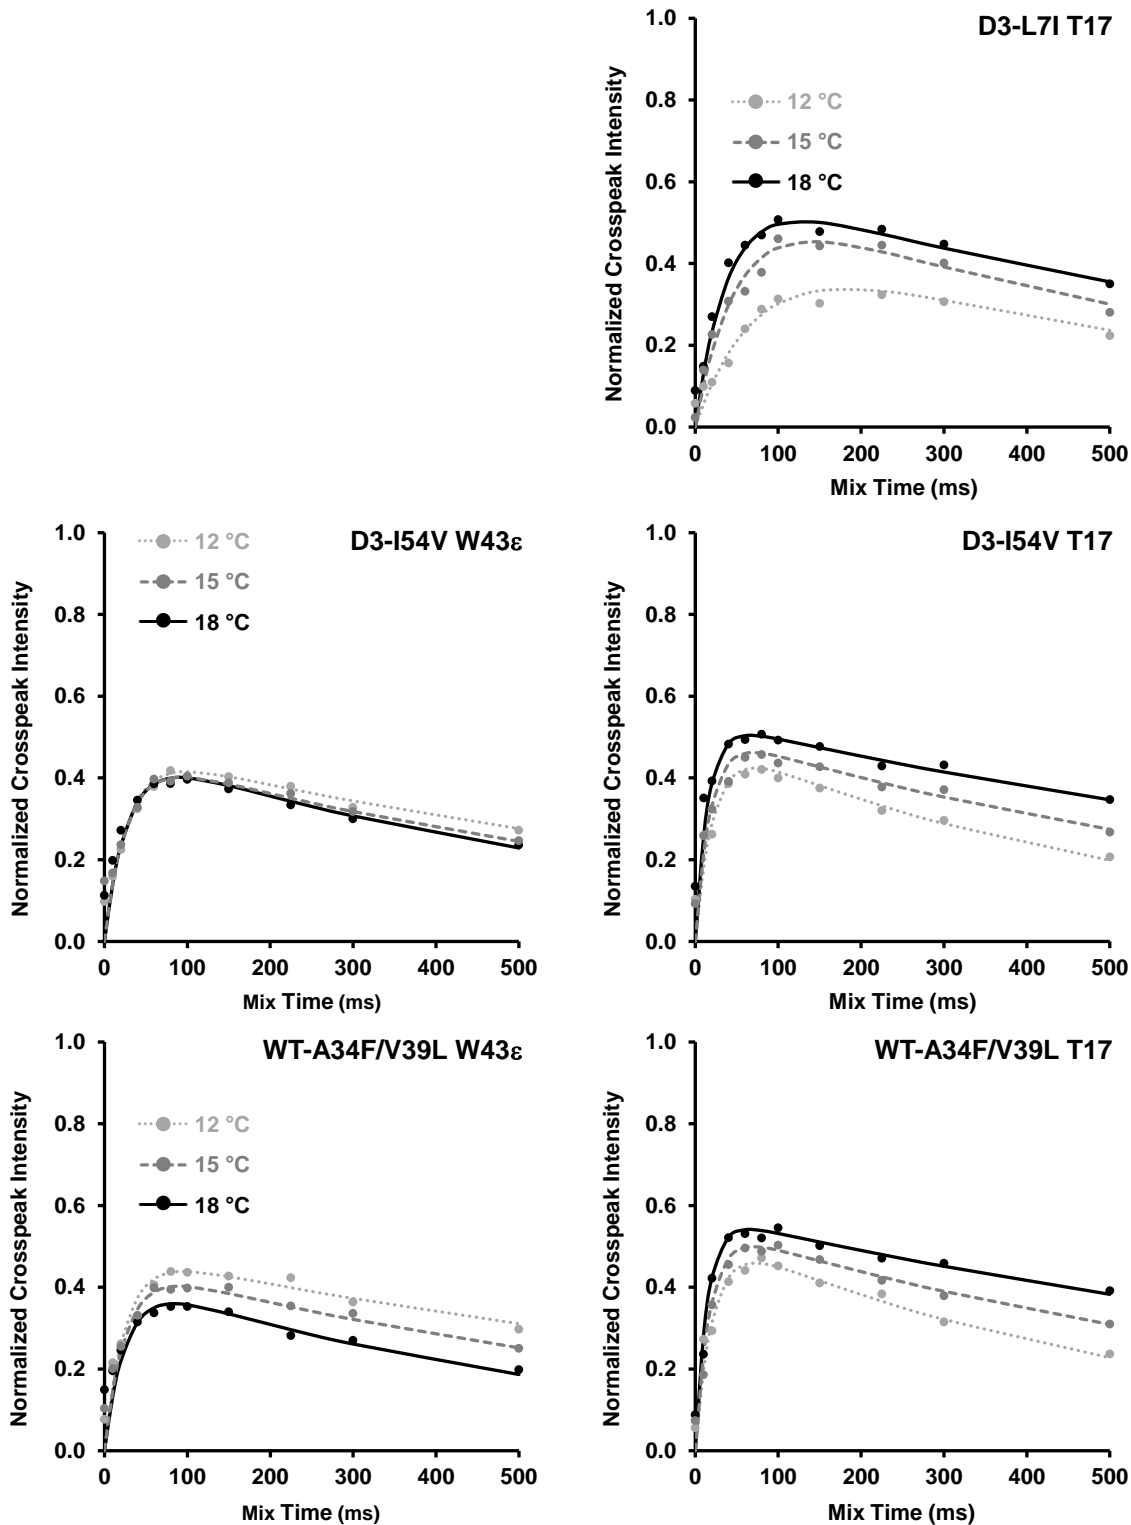 D3-L7I T17
Normalized Crosspeak Intensity
1.0
0.8
0.6
0.4
0.2
0.0
12 °C
15 °C
18 °C
0 100 200 300 400 500
Mix Time (ms)
D3-I54V W43ε
Normalized Crosspeak Intensity
1.0
0.8
0.6
0.4
0.2
0.0
12 °C
15 °C
18 °C
0 100 200 300 400 500
Mix Time (ms)
D3-I54V T17
Normalized Crosspeak Intensity
1.0
0.8
0.6
0.4
0.2
0.0
0 100 200 300 400 500
Mix Time (ms)
WT-A34F/V39L W43ε
Normalized Crosspeak Intensity
1.0
0.8
0.6
0.4
0.2
0.0
12 °C
15 °C
18 °C
0 100 200 300 400 500
Mix Time (ms)
WT-A34F/V39L T17
Normalized Crosspeak Intensity
1.0
0.8
0.6
0.4
0.2
0.0
0 100 200 300 400 500
Mix Time (ms)